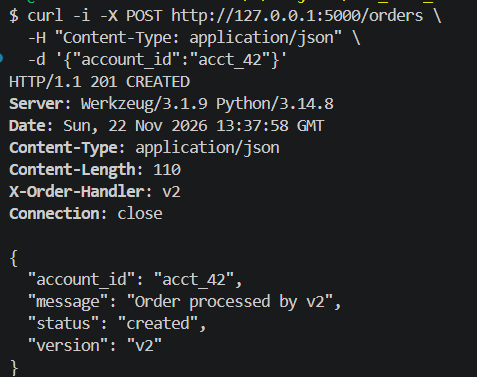 $ curl -i -X POST http://127.0.0.1:5000/orders \
  -H "Content-Type: application/json" \
  -d '{"account_id":"acct_42"}'
HTTP/1.1 201 CREATED
Server: Werkzeug/3.1.9 Python/3.14.8
Date: Sun, 22 Nov 2026 13:37:58 GMT
Content-Type: application/json
Content-Length: 110
X-Order-Handler: v2
Connection: close

{
  "account_id": "acct_42",
  "message": "Order processed by v2",
  "status": "created",
  "version": "v2"
}